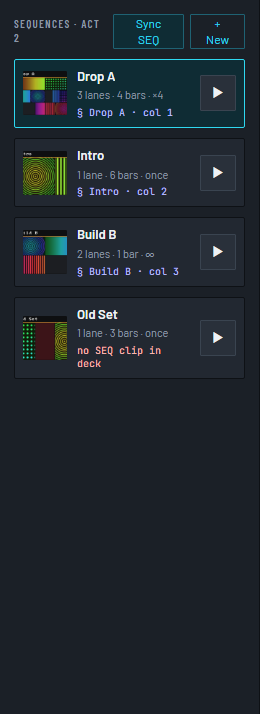 SEQUENCES · ACT
2
Sync
SEQ
+
New
Drop A
3 lanes · 4 bars · ×4
§ Drop A · col 1
Intro
1 lane · 6 bars · once
§ Intro · col 2
Build B
2 lanes · 1 bar · ∞
§ Build B · col 3
Old Set
1 lane · 3 bars · once
no SEQ clip in
deck